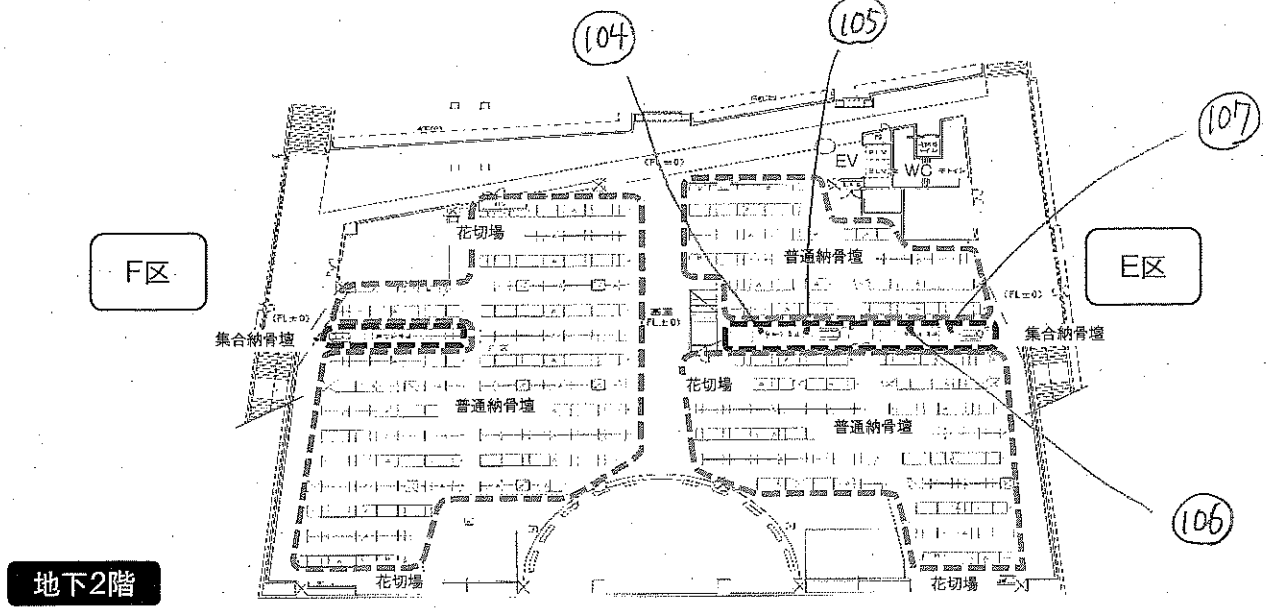 104
105
107
EV
WC
(FL±0)
花切場
普通納骨壇
F区
E区
(FL±0)
(FL±0)
集合納骨壇
集合納骨壇
花切場
普通納骨壇
普通納骨壇
106
地下2階
花切場
花切場